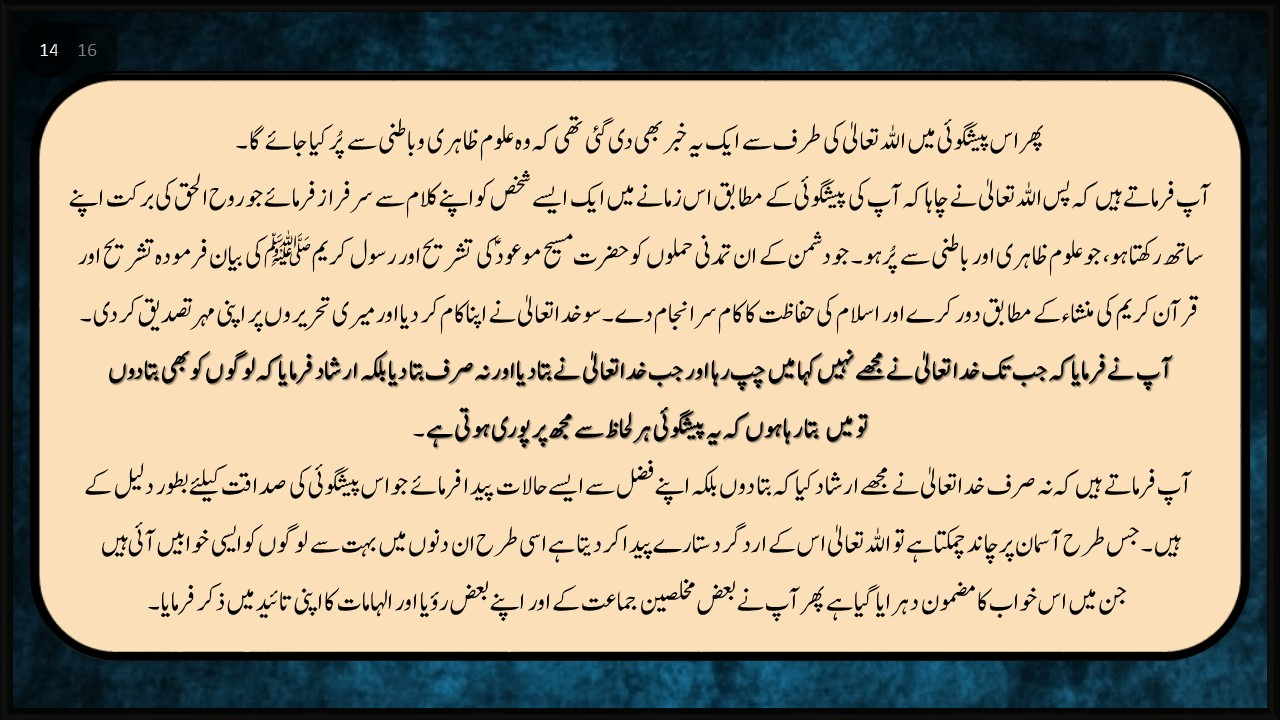 14 16
پھر اس پیشگوئی میں اللہ تعالیٰ کی طرف سے ایک یہ خبر بھی دی گئی تھی کہ وہ علوم ظاہری و باطنی سے پُر کیا جائے گا۔
آپ فرماتے ہیں کہ پس اللہ تعالیٰ نے چاہا کہ آپ کی پیشگوئی کے مطابق اس زمانے میں ایک ایسے شخص کو اپنے کلام سے سرفراز فرمائے جو روح الحق کی برکت اپنے
ساتھ رکھتا ہو، جو علوم ظاہری اور باطنی سے پُر ہو۔ جو دشمن کے ان تمدنی حملوں کو حضرت مسیح موعودؑ کی تشریح اور رسول کریم ﷺ کی بیان فرمودہ تشریح اور
قرآن کریم کی منشاء کے مطابق دور کرے اور اسلام کی حفاظت کا کام سرانجام دے۔ سو خدا تعالیٰ نے اپنا کام کر دیا اور میری تحریروں پر اپنی مہر تصدیق کر دی۔
آپ نے فرمایا کہ جب تک خدا تعالیٰ نے مجھے نہیں کہا میں چپ رہا اور جب خدا تعالیٰ نے بتا دیا اور نہ صرف بتا دیا بلکہ ارشاد فرمایا کہ لوگوں کو بھی بتا دوں
تو میں بتا رہا ہوں کہ یہ پیشگوئی ہر لحاظ سے مجھ پر پوری ہوتی ہے۔
آپ فرماتے ہیں کہ نہ صرف خدا تعالیٰ نے مجھے ارشاد کیا کہ بتا دوں بلکہ اپنے فضل سے ایسے حالات پیدا فرمائے جو اس پیشگوئی کی صداقت کیلئے بطور دلیل کے
ہیں۔ جس طرح آسمان پر چاند چمکتا ہے تو اللہ تعالیٰ اس کے ارد گرد ستارے پیدا کر دیتا ہے اسی طرح ان دنوں میں بہت سے لوگوں کو ایسی خوابیں آئی ہیں
جن میں اس خواب کا مضمون دہرایا گیا ہے پھر آپ نے بعض مخلصین جماعت کے اور اپنے بعض رؤیا اور الہامات کا اپنی تائید میں ذکر فرمایا۔